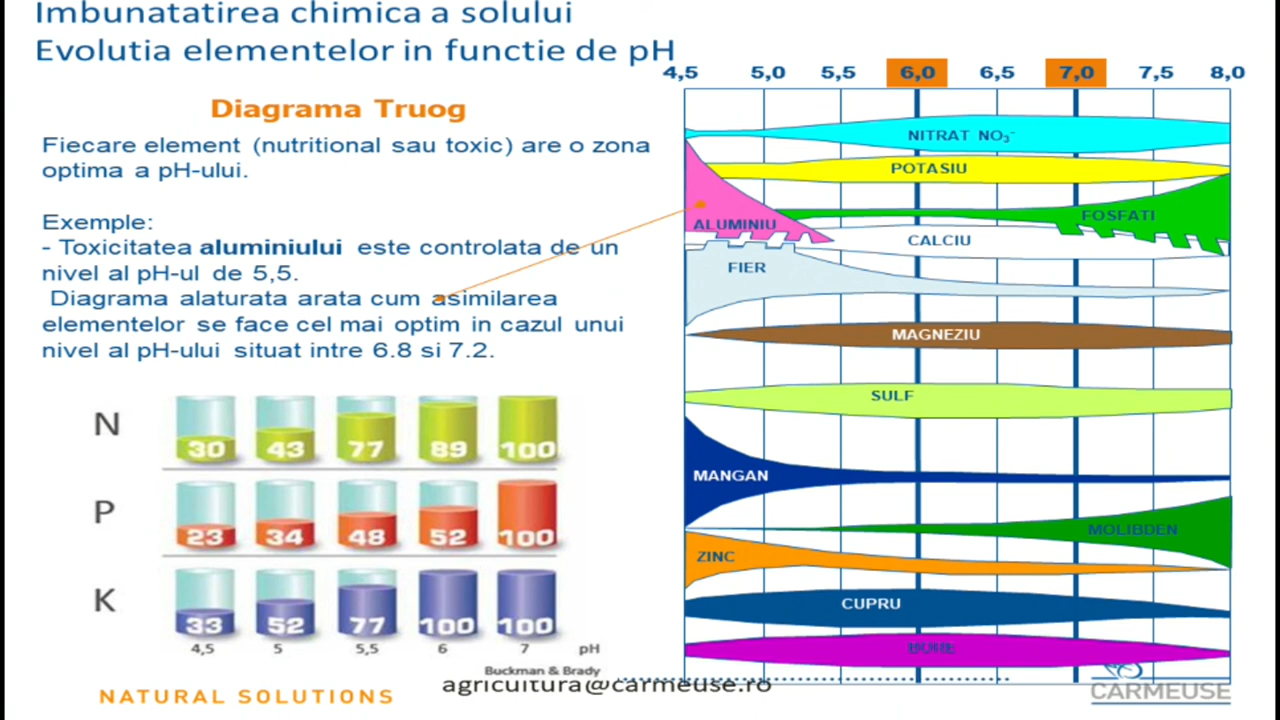 Imbunatatirea chimica a solului
Evolutia elementelor in functie de pH
4,5 5,0 5,5 6,0 6,5 7,0 7,5 8,0
Diagrama Truog
Fiecare element (nutritional sau toxic) are o zona
optima a pH-ului.
Exemple:
- Toxicitatea aluminiului este controlata de un
nivel al pH-ul de 5,5.
Diagrama alaturata arata cum asimilarea
elementelor se face cel mai optim in cazul unui
nivel al pH-ului situat intre 6.8 si 7.2.
NITRAT NO₃⁻
POTASIU
FOSFATI
ALUMINIU
CALCIU
FIER
MAGNEZIU
SULF
MANGAN
MOLIBDEN
ZINC
CUPRU
N 30 43 77 89 100
P 23 34 48 52 100
K 33 52 77 100 100
4,5 5 5,5 6 7 pH
Buckman & Brady
NATURAL SOLUTIONS
agricultura@carmeuse.ro
CARMEUSE